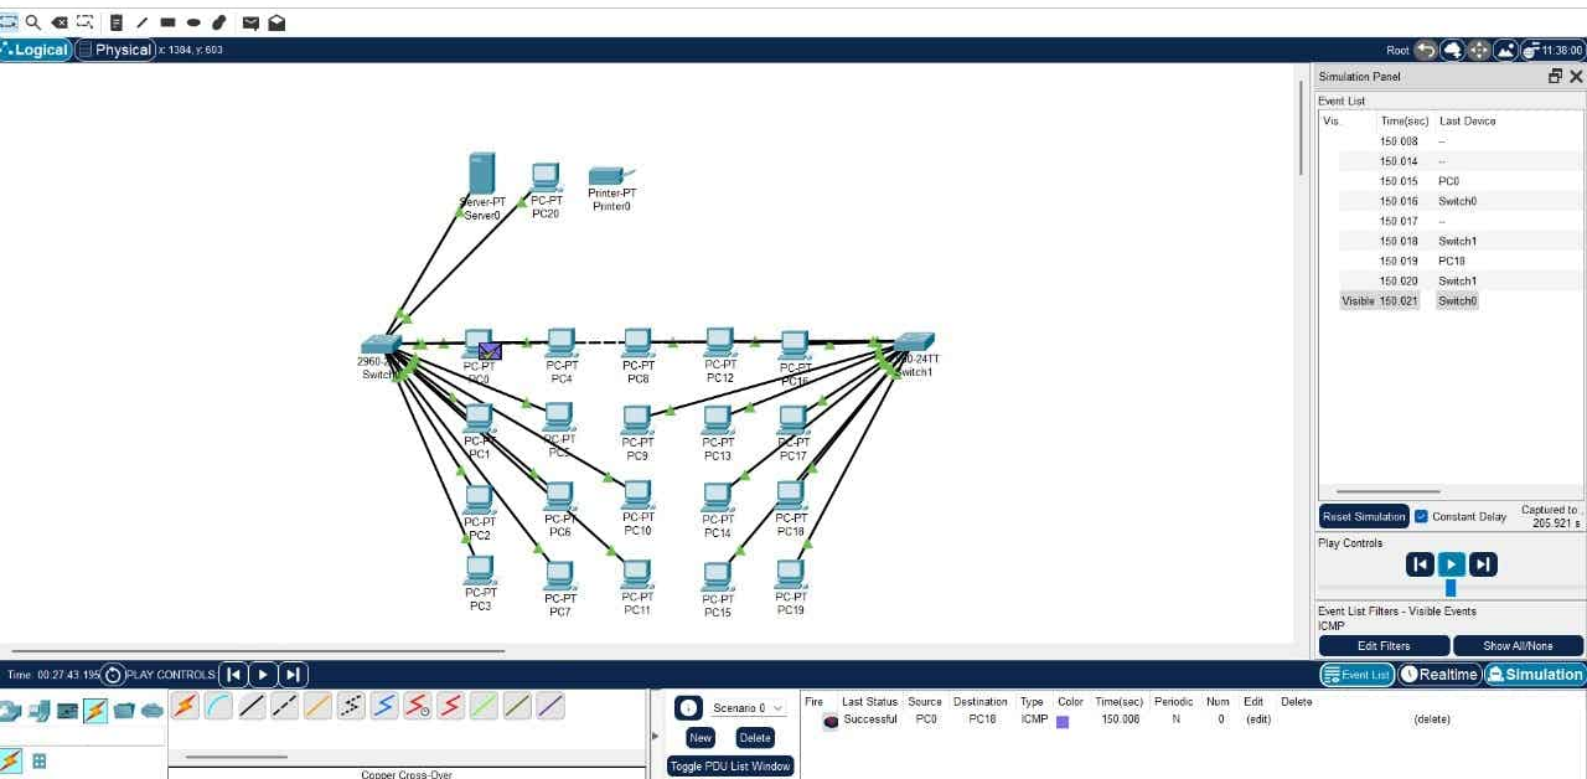 Logical Physical x: 1384, y: 603 Root 11:38:00
Simulation Panel
Event List
Vis. Time(sec) Last Device
150.008 --
150.014 --
150.015 PC0
150.016 Switch0
150.017 --
150.018 Switch1
150.019 PC18
150.020 Switch1
Visible 150.021 Switch0
Server-PT
Server0
PC-PT
PC20
Printer-PT
Printer0
2960-2
Switch
PC-PT
PC0
PC-PT
PC4
PC-PT
PC8
PC-PT
PC12
PC-PT
PC16
0-24TT
witch1
PC-PT
PC1
PC-PT
PC5
PC-PT
PC9
PC-PT
PC13
PC-PT
PC17
PC-PT
PC2
PC-PT
PC6
PC-PT
PC10
PC-PT
PC14
PC-PT
PC18
PC-PT
PC3
PC-PT
PC7
PC-PT
PC11
PC-PT
PC15
PC-PT
PC19
Reset Simulation Constant Delay Captured to..
205.921 s
Play Controls
Event List Filters - Visible Events
ICMP
Edit Filters Show All/None
Time: 00:27:43.195 PLAY CONTROLS:
Event List Realtime Simulation
Scenario 0
New Delete
Toggle PDU List Window
Fire Last Status Source Destination Type Color Time(sec) Periodic Num Edit Delete
Successful PC0 PC18 ICMP 150.008 N 0 (edit) (delete)
Copper Cross-Over